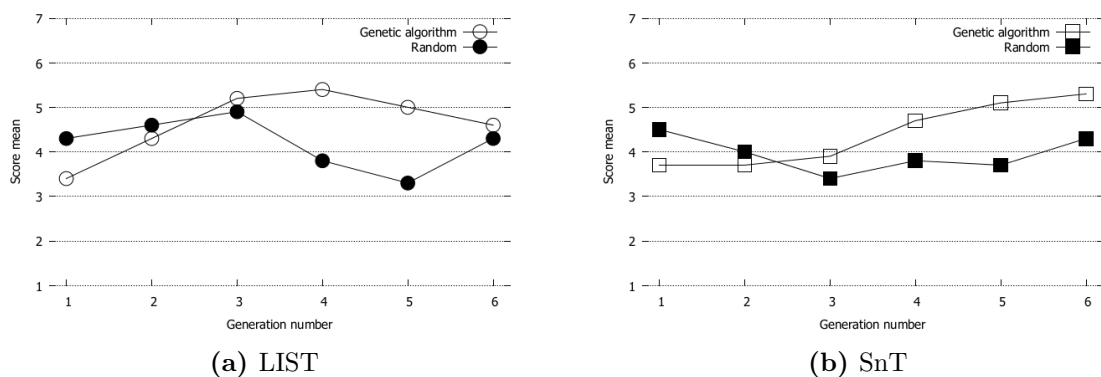 7
6
5
4
3
2
1
Score mean
Genetic algorithm
Random
1 2 3 4 5 6
Generation number
(a) LIST
7
6
5
4
3
2
1
Score mean
Genetic algorithm
Random
1 2 3 4 5 6
Generation number
(b) SnT